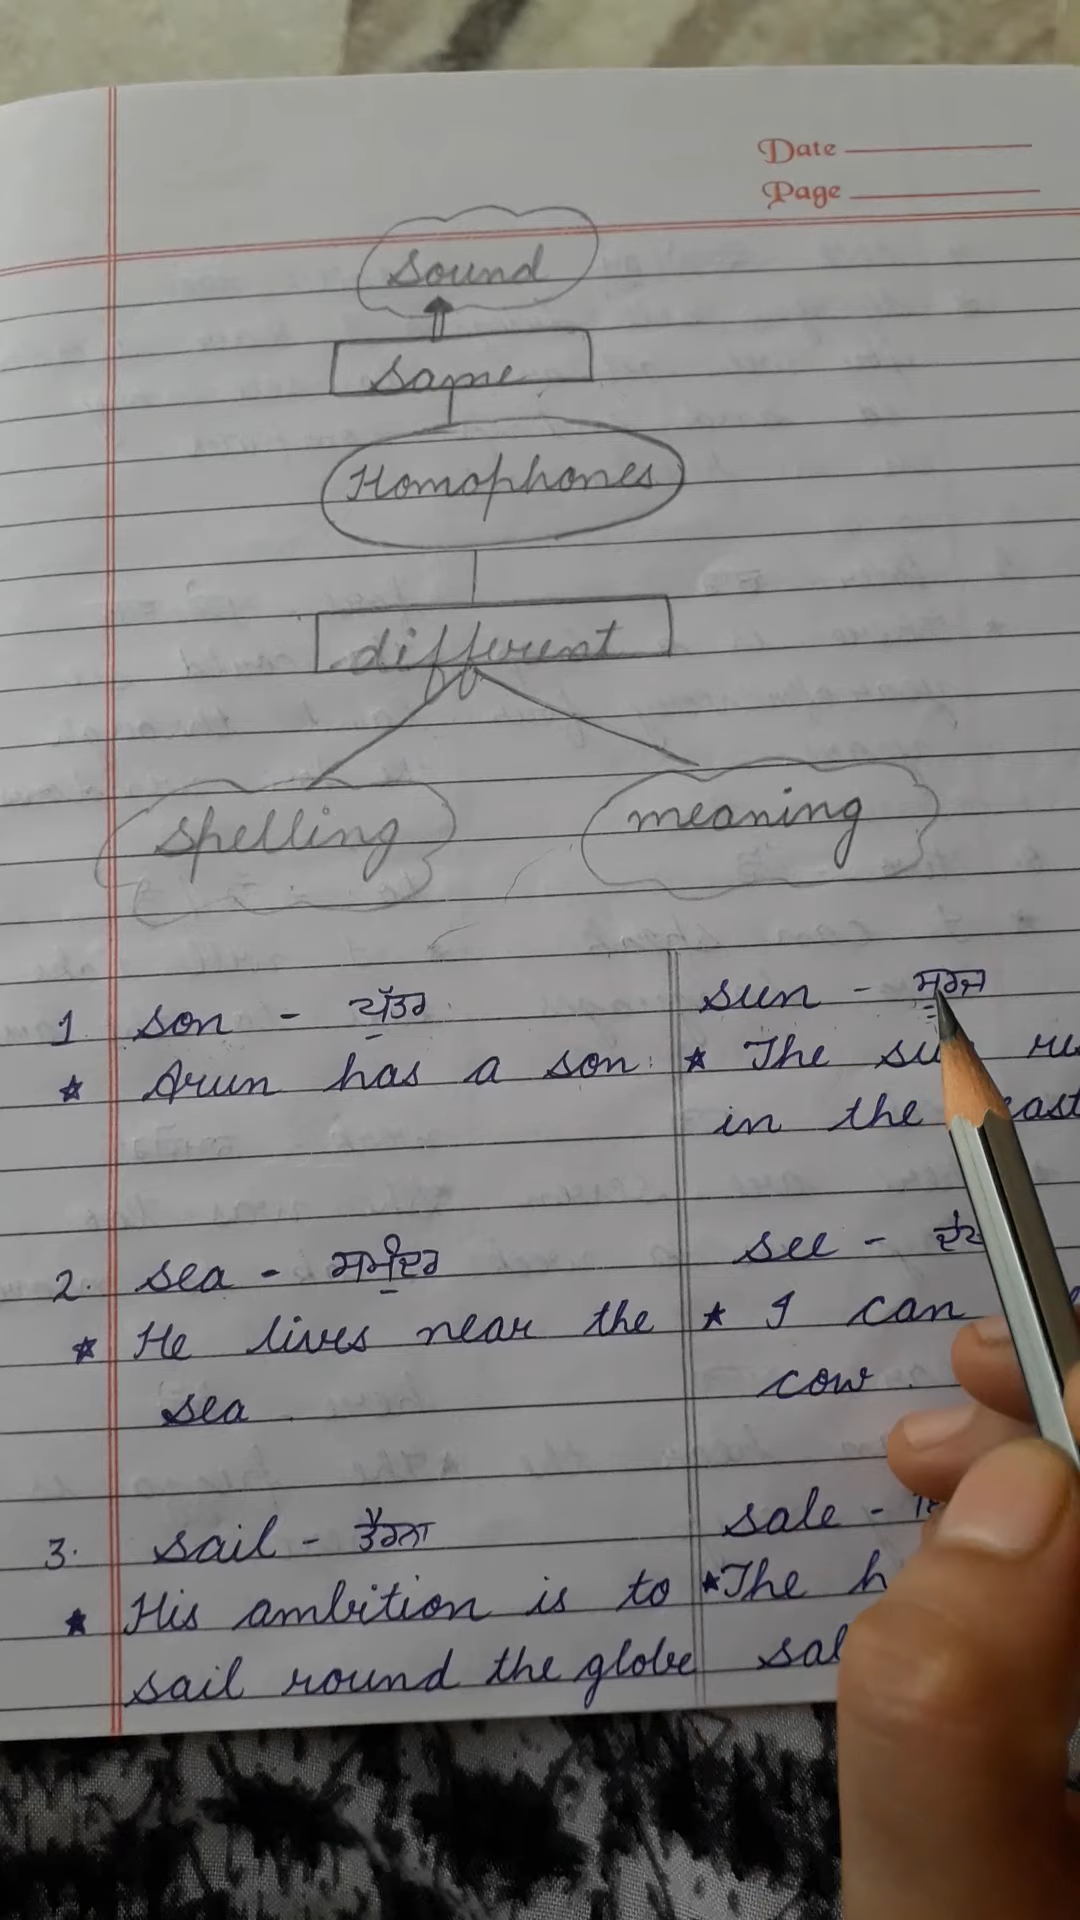 Date
Page
Sound
Same
Homophones
different
spelling
meaning
1. son - ਪੁੱਤਰ
sun - ਸੂਰਜ
* Arun has a son.
* The sun
in the east
2. sea - ਸਮੁੰਦਰ
see -
* He lives near the
sea
* I can
cow.
3. sail - ਤੈਰਨਾ
sale -
* His ambition is to
sail round the globe
* The